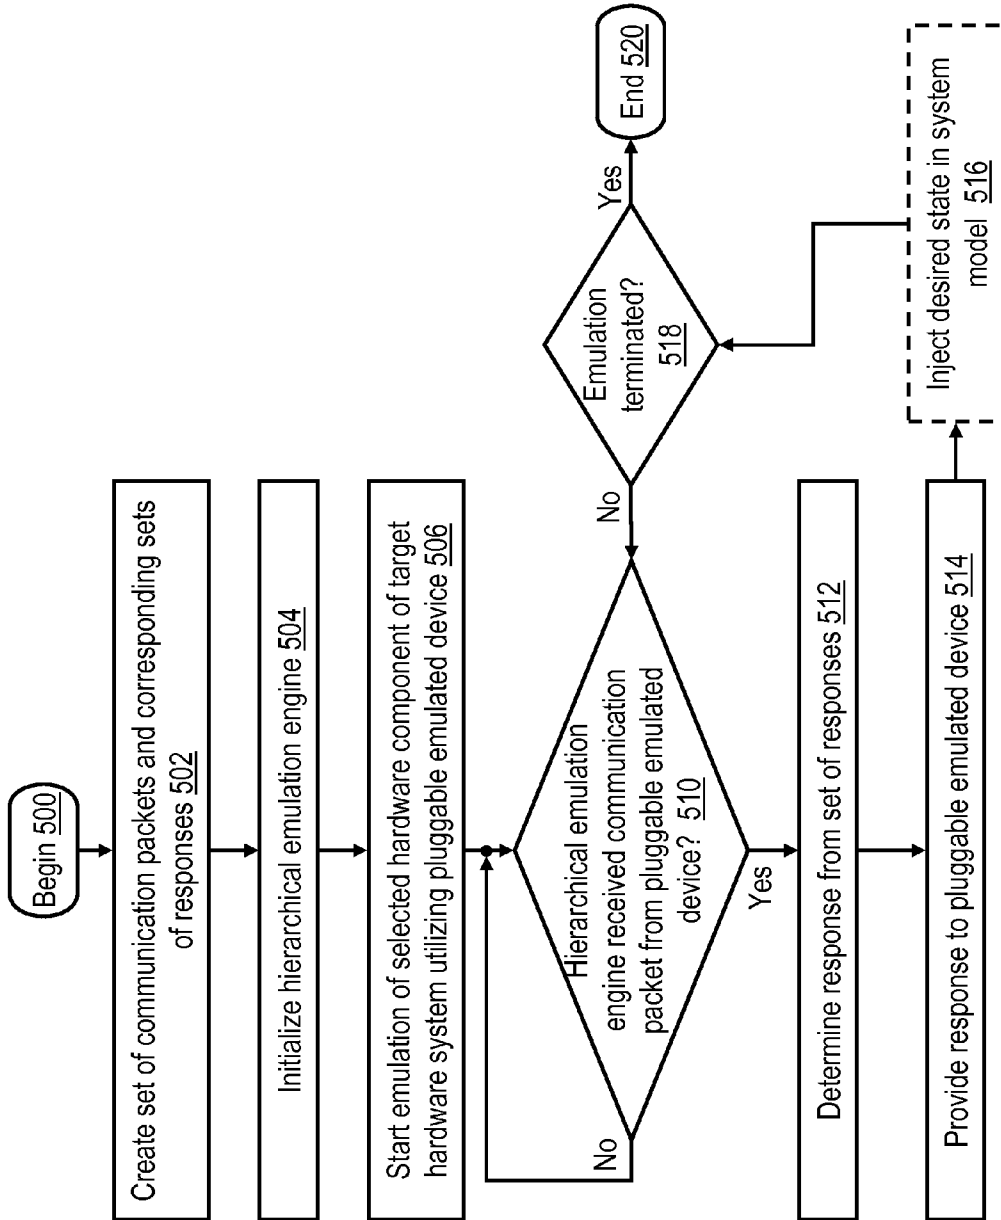 Begin 500
Create set of communication packets and corresponding sets
of responses 502
Initialize hierarchical emulation engine 504
Start emulation of selected hardware component of target
hardware system utilizing pluggable emulated device 506
Hierarchical emulation
engine received communication
packet from pluggable emulated
device? 510
No
Yes
Determine response from set of responses 512
Provide response to pluggable emulated device 514
Inject desired state in system
model 516
Emulation
terminated?
518
No
Yes
End 520